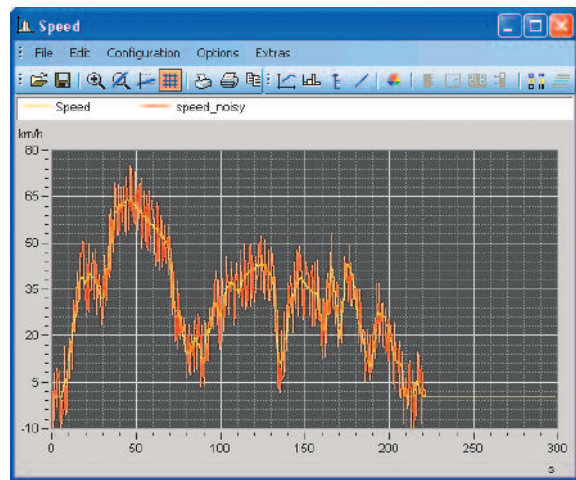 Speed
File Edit Configuration Options Extras
Speed speed_noisy
km/h
80
65
50
35
20
5
-10
0 50 100 150 200 250 300
s